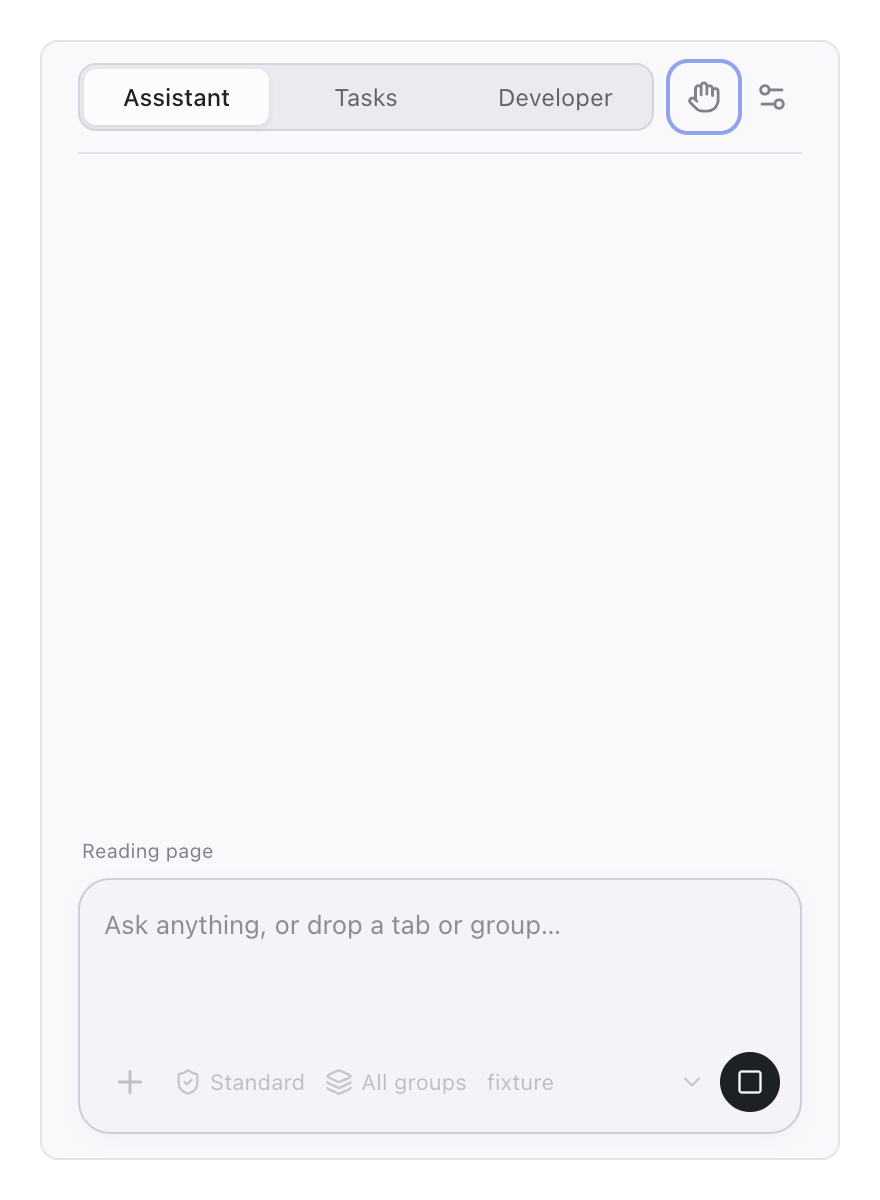 Assistant Tasks Developer
Reading page
Ask anything, or drop a tab or group...
Standard All groups fixture